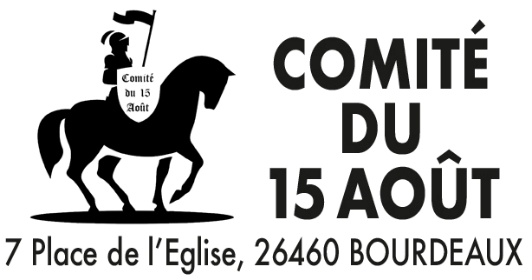 Comité
du 15
Août
COMITÉ
DU
15 AOÛT
7 Place de l'Eglise, 26460 BOURDEAUX